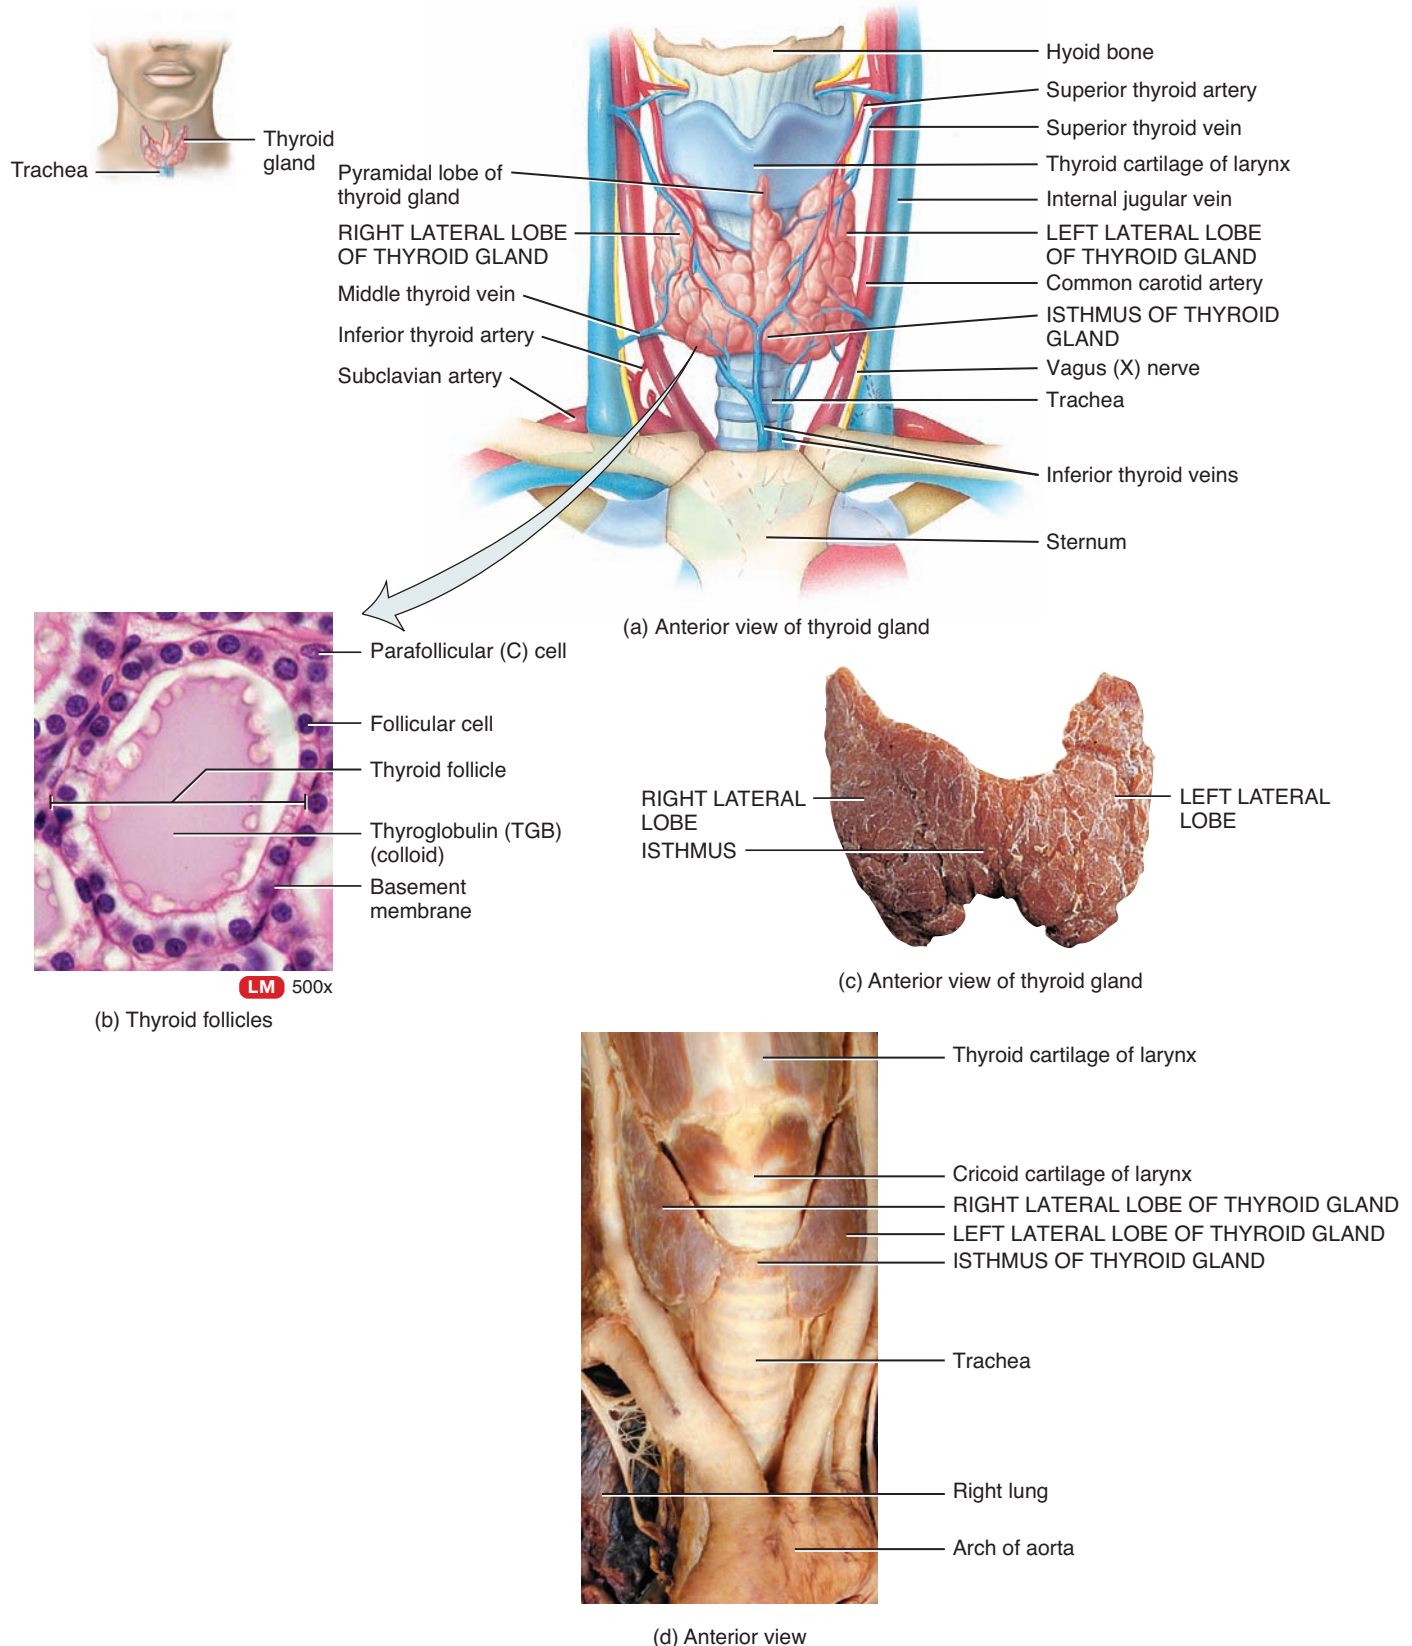 Thyroid
gland
Trachea
Pyramidal lobe of
thyroid gland
RIGHT LATERAL LOBE
OF THYROID GLAND
Middle thyroid vein
Inferior thyroid artery
Subclavian artery
Hyoid bone
Superior thyroid artery
Superior thyroid vein
Thyroid cartilage of larynx
Internal jugular vein
LEFT LATERAL LOBE
OF THYROID GLAND
Common carotid artery
ISTHMUS OF THYROID
GLAND
Vagus (X) nerve
Trachea
Inferior thyroid veins
Sternum
(a) Anterior view of thyroid gland
Parafollicular (C) cell
Follicular cell
Thyroid follicle
Thyroglobulin (TGB)
(colloid)
Basement
membrane
LM 500x
(b) Thyroid follicles
RIGHT LATERAL
LOBE
ISTHMUS
LEFT LATERAL
LOBE
(c) Anterior view of thyroid gland
Thyroid cartilage of larynx
Cricoid cartilage of larynx
RIGHT LATERAL LOBE OF THYROID GLAND
LEFT LATERAL LOBE OF THYROID GLAND
ISTHMUS OF THYROID GLAND
Trachea
Right lung
Arch of aorta
(d) Anterior view